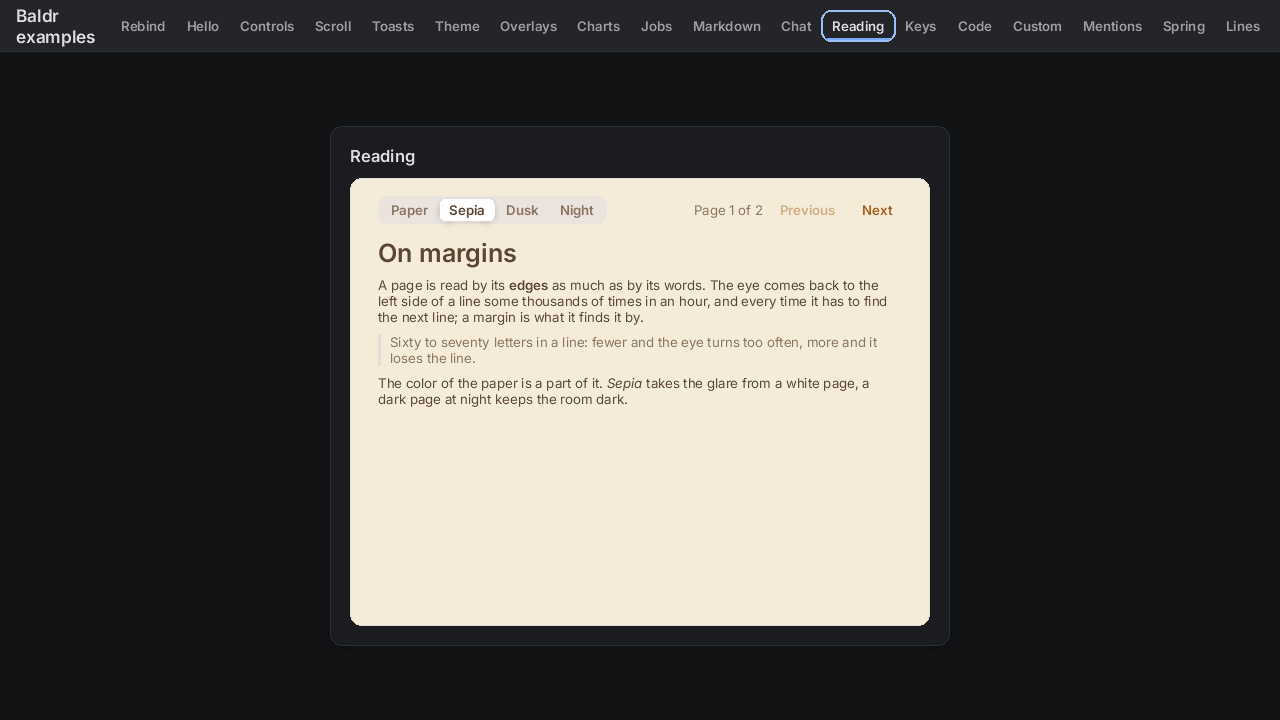 Baldr examples
Rebind Hello Controls Scroll Toasts Theme Overlays Charts Jobs Markdown Chat Reading Keys Code Custom Mentions Spring Lines
Reading
Paper Sepia Dusk Night Page 1 of 2 Previous Next
On margins
A page is read by its edges as much as by its words. The eye comes back to the
left side of a line some thousands of times in an hour, and every time it has to find
the next line; a margin is what it finds it by.
Sixty to seventy letters in a line: fewer and the eye turns too often, more and it
loses the line.
The color of the paper is a part of it. Sepia takes the glare from a white page, a
dark page at night keeps the room dark.